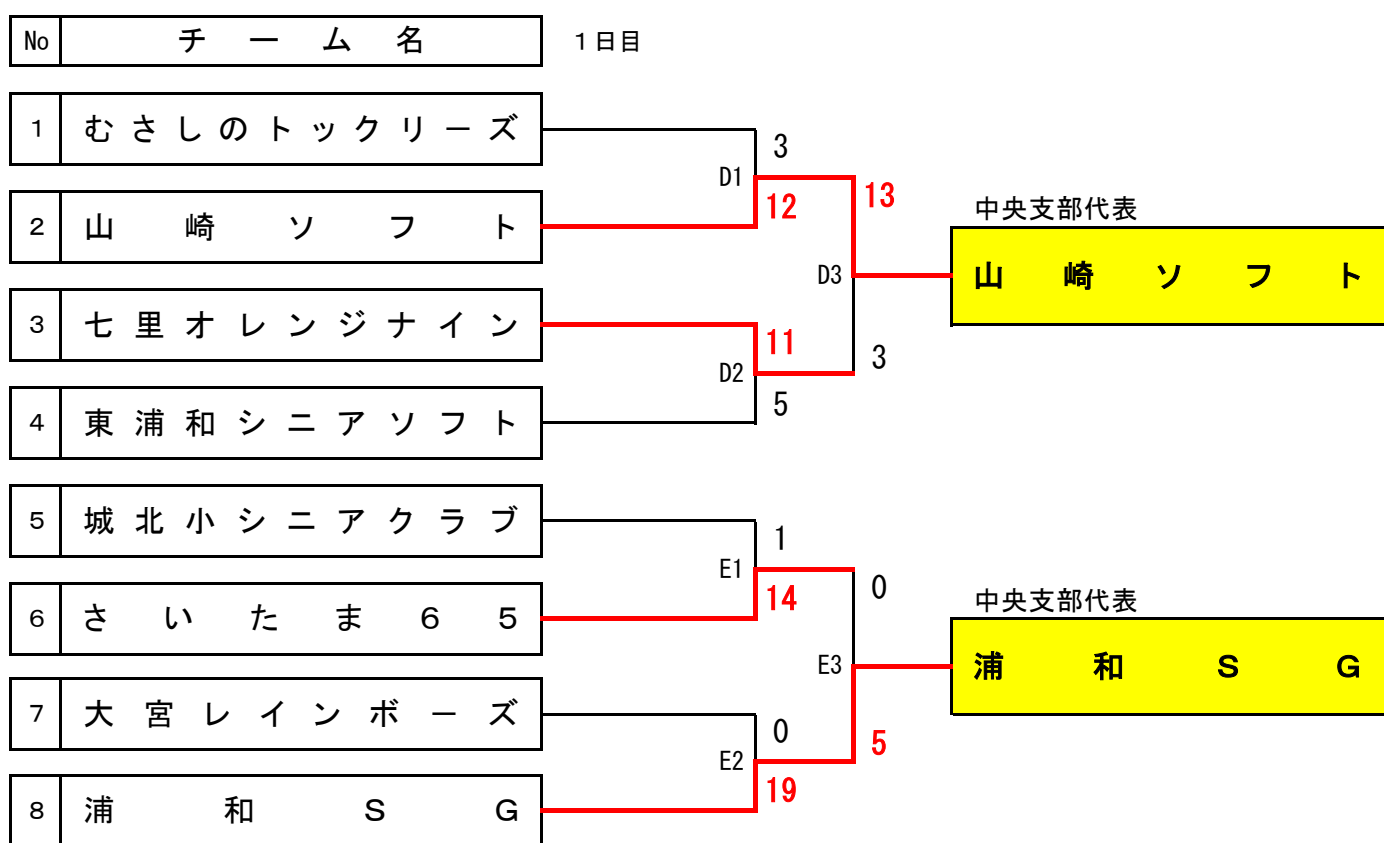 No チーム名 1日目
1 むさしのトックリーズ
3
D1
12 13
2 山崎ソフト
中央支部代表
D3 山崎ソフト
3 七里オレンジナイン
11 3
D2
5
4 東浦和シニアソフト
5 城北小シニアクラブ
1
E1
14 0
6 さいたま65
中央支部代表
E3 浦和SG
7 大宮レインボーズ
0 5
E2
19
8 浦和SG